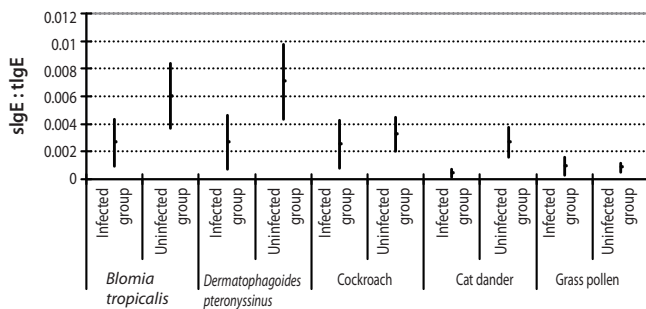 sIgE : tIgE
0.012
0.01
0.008
0.006
0.004
0.002
0
Infected
group
Uninfected
group
Infected
group
Uninfected
group
Infected
group
Uninfected
group
Infected
group
Uninfected
group
Infected
group
Uninfected
group
Blomia
tropicalis
Dermatophagoides
pteronyssinus
Cockroach
Cat dander
Grass pollen